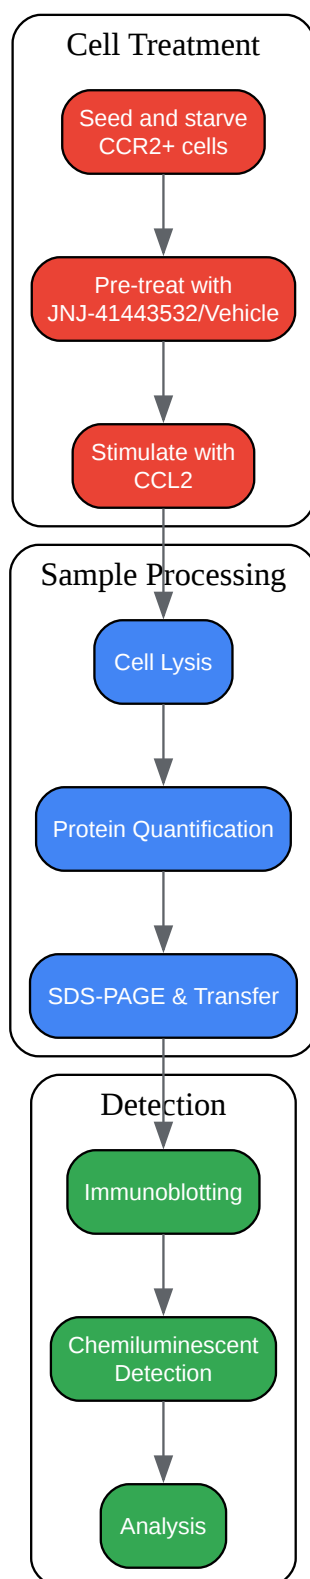 Cell Treatment
Seed and starve
CCR2+ cells
Pre-treat with
JNJ-41443532/Vehicle
Stimulate with
CCL2
Sample Processing
Cell Lysis
Protein Quantification
SDS-PAGE & Transfer
Detection
Immunoblotting
Chemiluminescent
Detection
Analysis